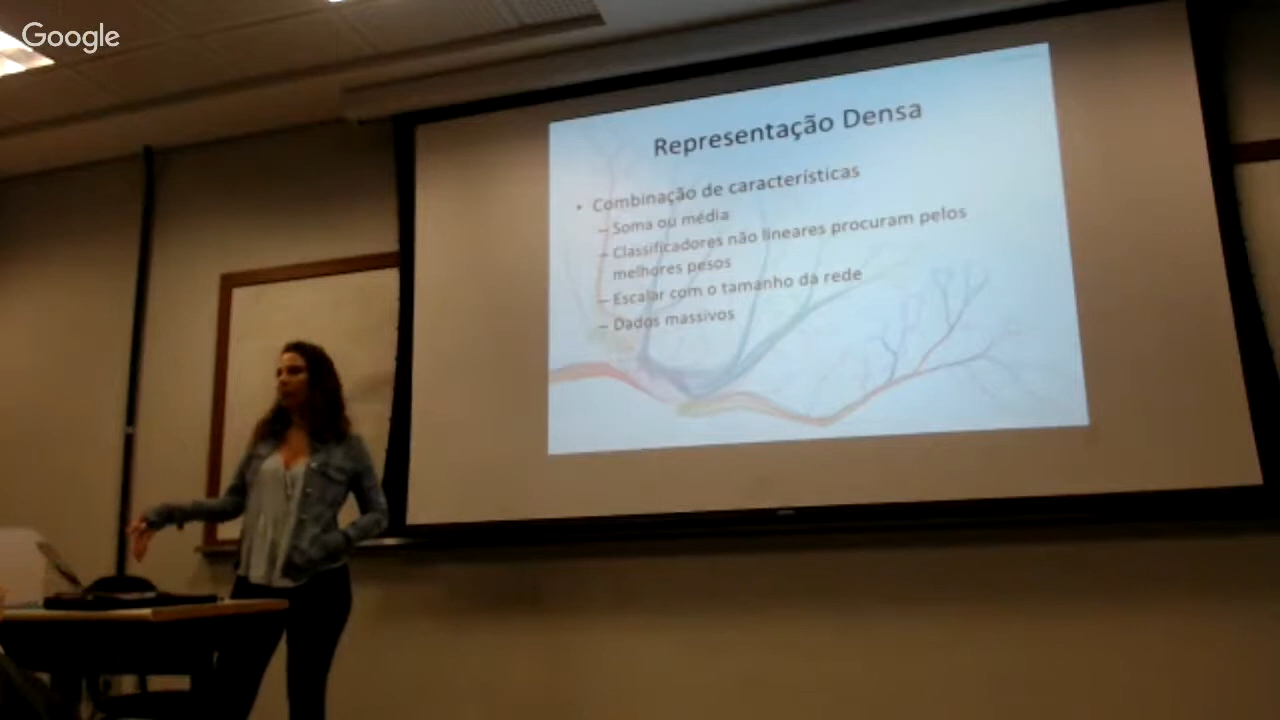 Google
Representação Densa
• Combinação de características
– Soma ou média
– Classificadores não lineares procuram pelos
melhores pesos
– Escalar com o tamanho da rede
– Dados massivos